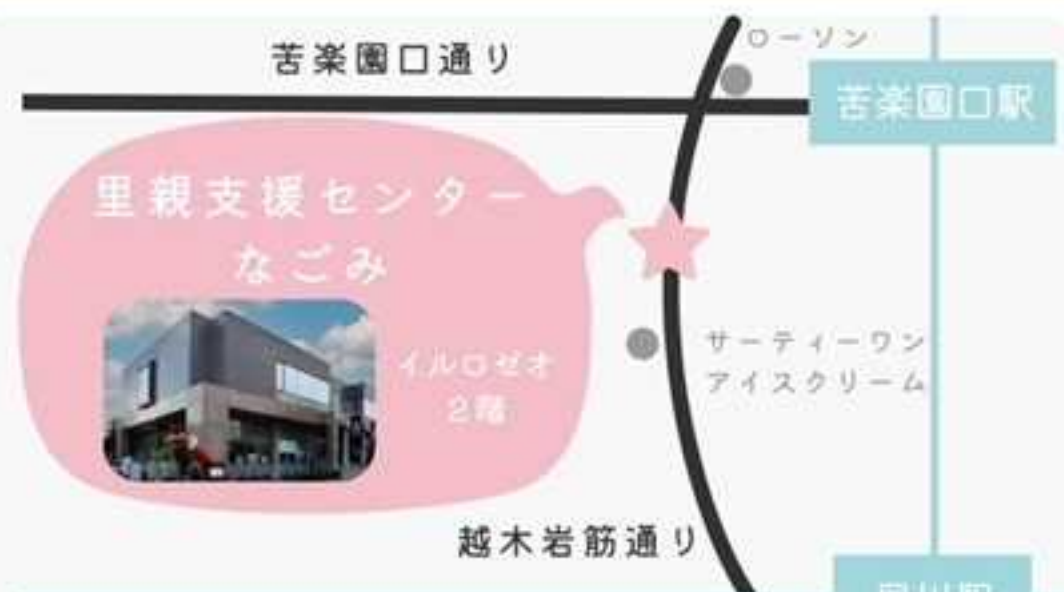 ローソン
苦楽園口通り
苦楽園口駅
里親支援センター
なごみ
イルロゼオ
2階
サーティーワン
アイスクリーム
越木岩筋通り